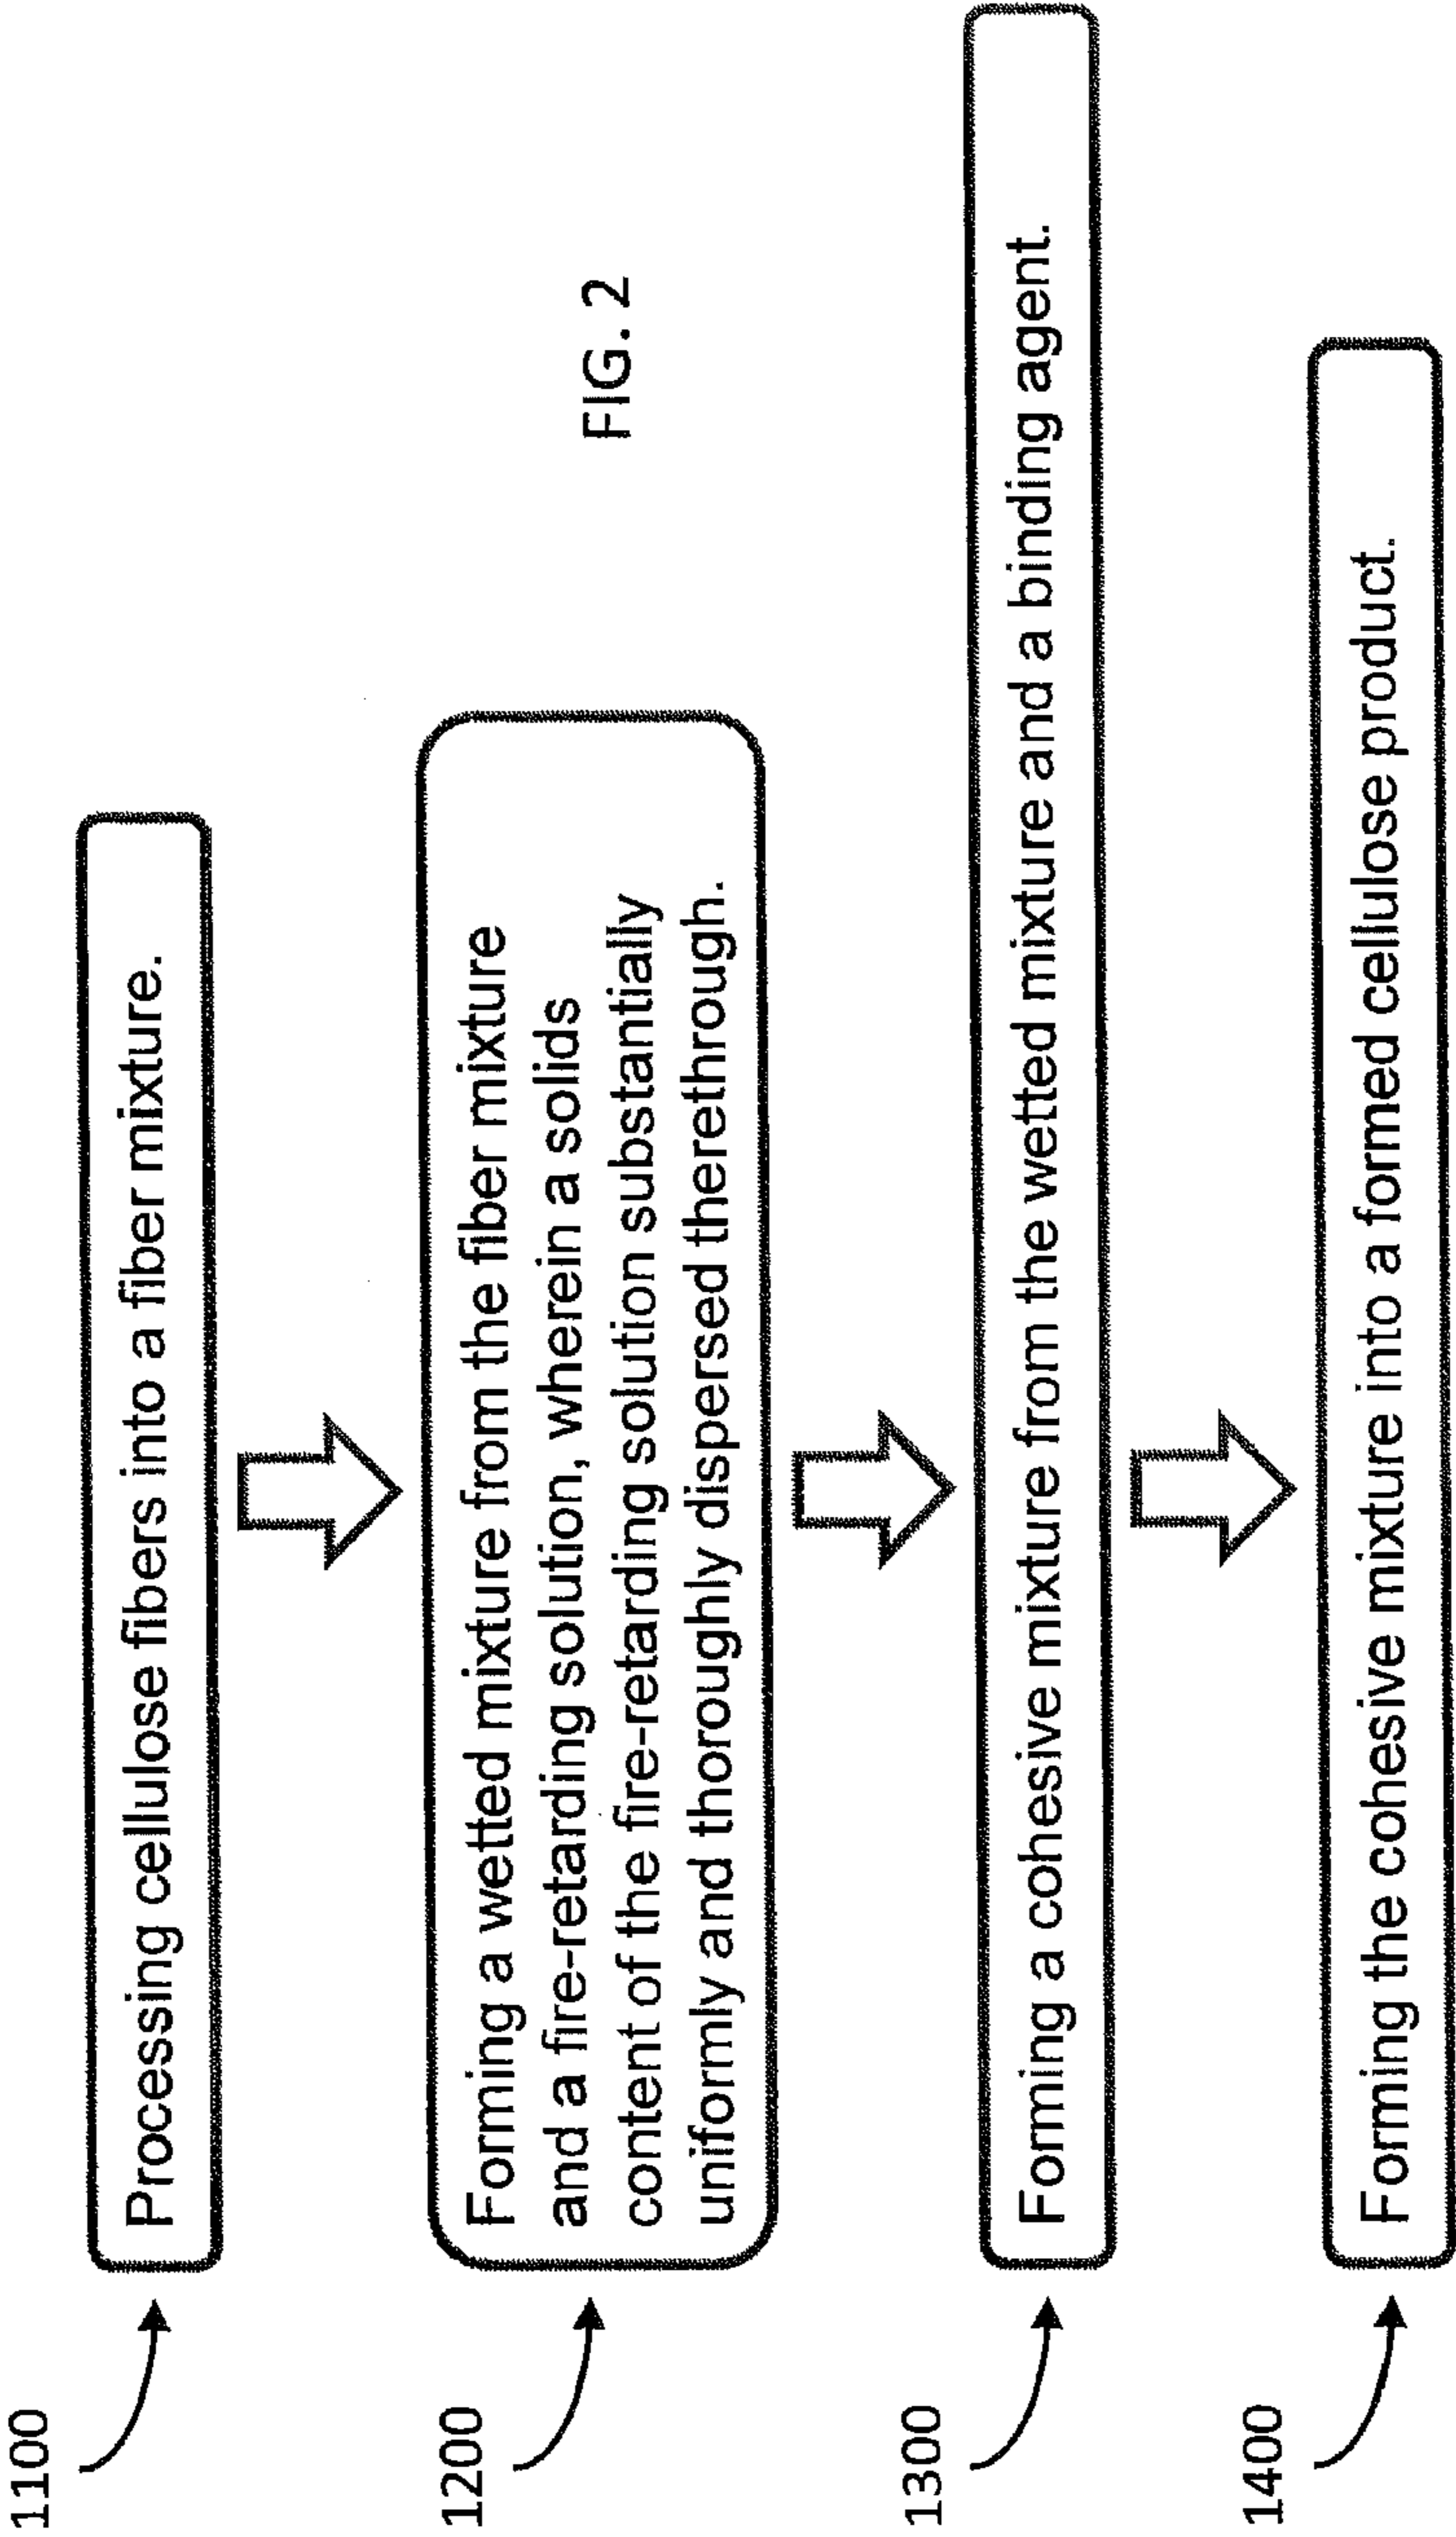 1100
Processing cellulose fibers into a fiber mixture.
1200
Forming a wetted mixture from the fiber mixture
and a fire-retarding solution, wherein a solids
content of the fire-retarding solution substantially
uniformly and thoroughly dispersed therethrough.
FIG. 2
1300
Forming a cohesive mixture from the wetted mixture and a binding agent.
1400
Forming the cohesive mixture into a formed cellulose product.